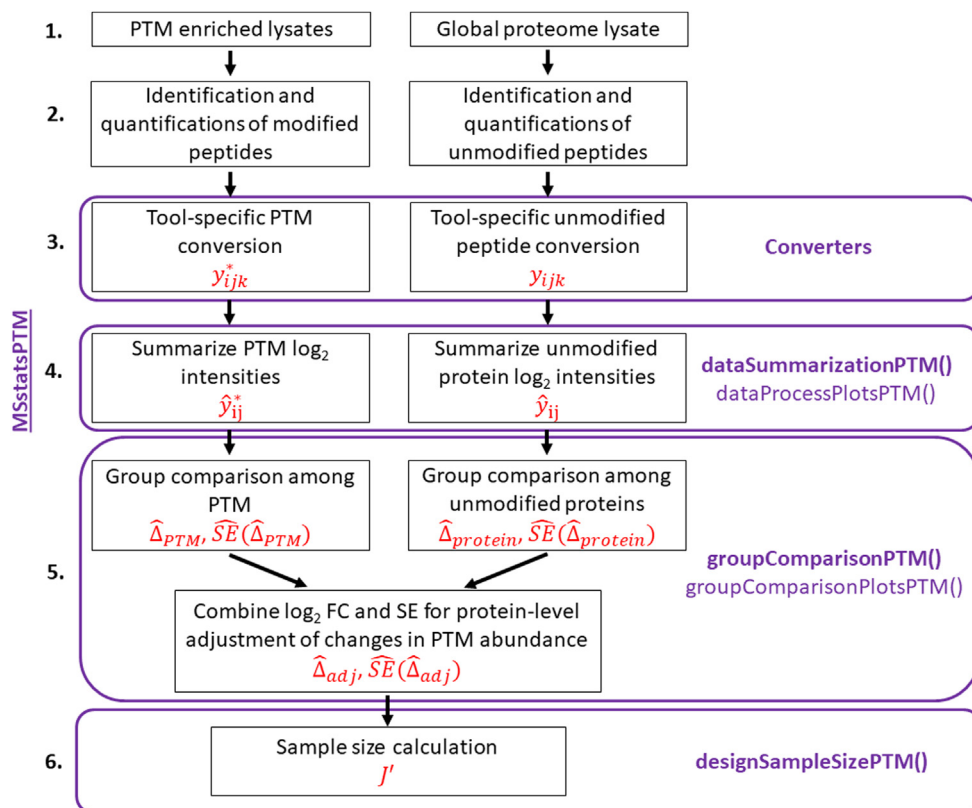 1.
PTM enriched lysates
Global proteome lysate
2.
Identification and
quantifications of modified
peptides
Identification and
quantifications of
unmodified peptides
MSstatsPTM
3.
Tool-specific PTM
conversion
y*ijk
Tool-specific unmodified
peptide conversion
yijk
Converters
4.
Summarize PTM log2
intensities
ŷ*ij
Summarize unmodified
protein log2 intensities
ŷij
dataSummarizationPTM()
dataProcessPlotsPTM()
5.
Group comparison among
PTM
Δ̂PTM, SÊ(Δ̂PTM)
Group comparison among
unmodified proteins
Δ̂protein, SÊ(Δ̂protein)
groupComparisonPTM()
groupComparisonPlotsPTM()
Combine log2 FC and SE for protein-level
adjustment of changes in PTM abundance
Δ̂adj, SÊ(Δ̂adj)
6.
Sample size calculation
J′
designSampleSizePTM()